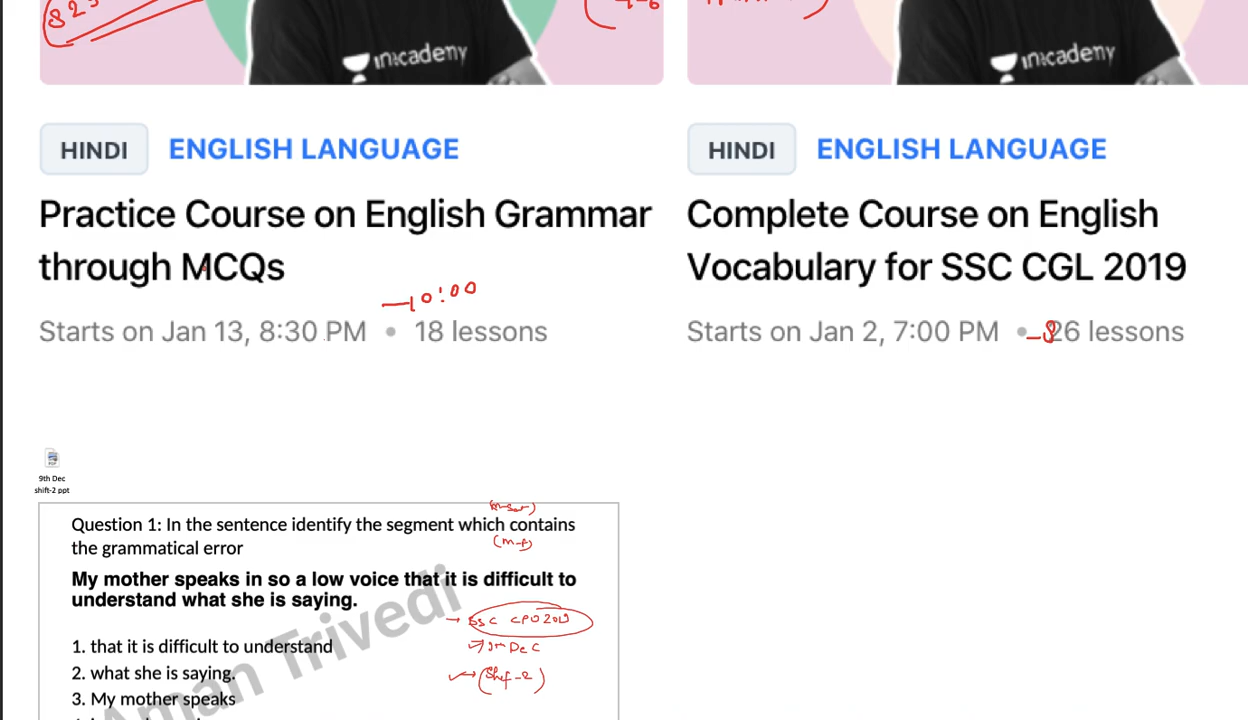 unacademy
unacademy
HINDI ENGLISH LANGUAGE
Practice Course on English Grammar
through MCQs
10:00
Starts on Jan 13, 8:30 PM • 18 lessons
HINDI ENGLISH LANGUAGE
Complete Course on English
Vocabulary for SSC CGL 2019
Starts on Jan 2, 7:00 PM • 26 lessons
9th Dec
shift-2 ppt
Question 1: In the sentence identify the segment which contains
the grammatical error
My mother speaks in so a low voice that it is difficult to
understand what she is saying.
SSC CPO 2019
Dec
1. that it is difficult to understand
2. what she is saying.
3. My mother speaks
Aman Trivedi